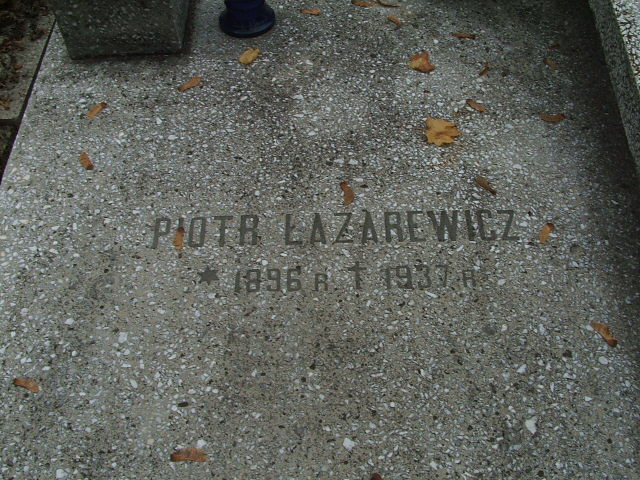 PIOTR ŁAZAREWICZ
* 1896 R † 1937 R